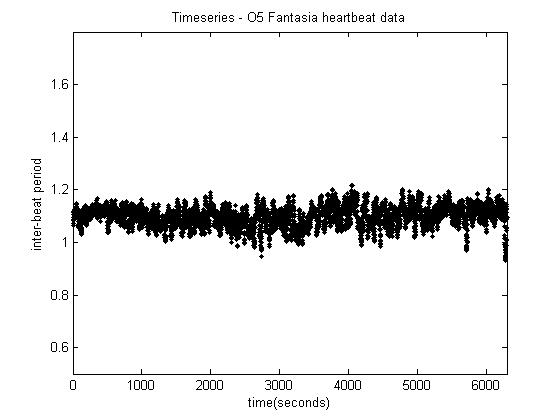 Timeseries - O5 Fantasia heartbeat data
inter-beat period
1.6
1.4
1.2
1
0.8
0.6
0 1000 2000 3000 4000 5000 6000
time(seconds)